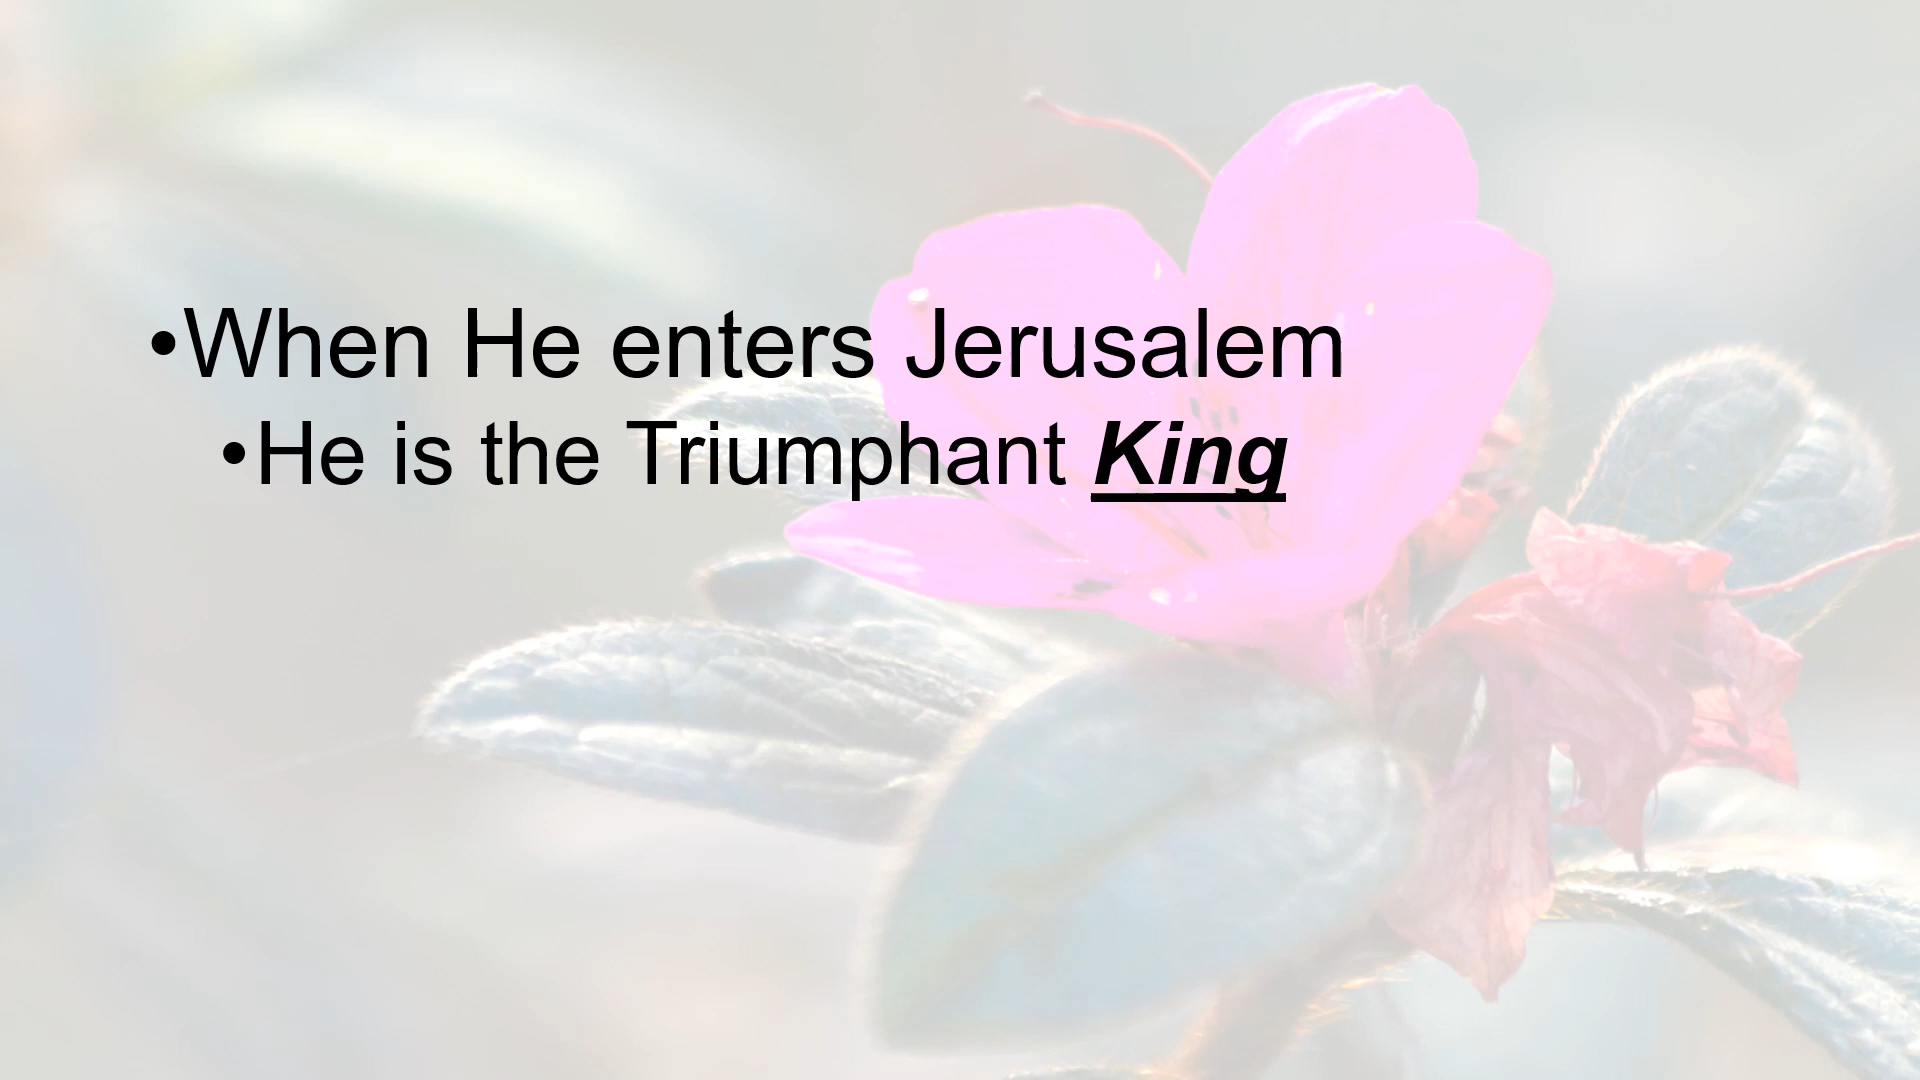 •When He enters Jerusalem
•He is the Triumphant King